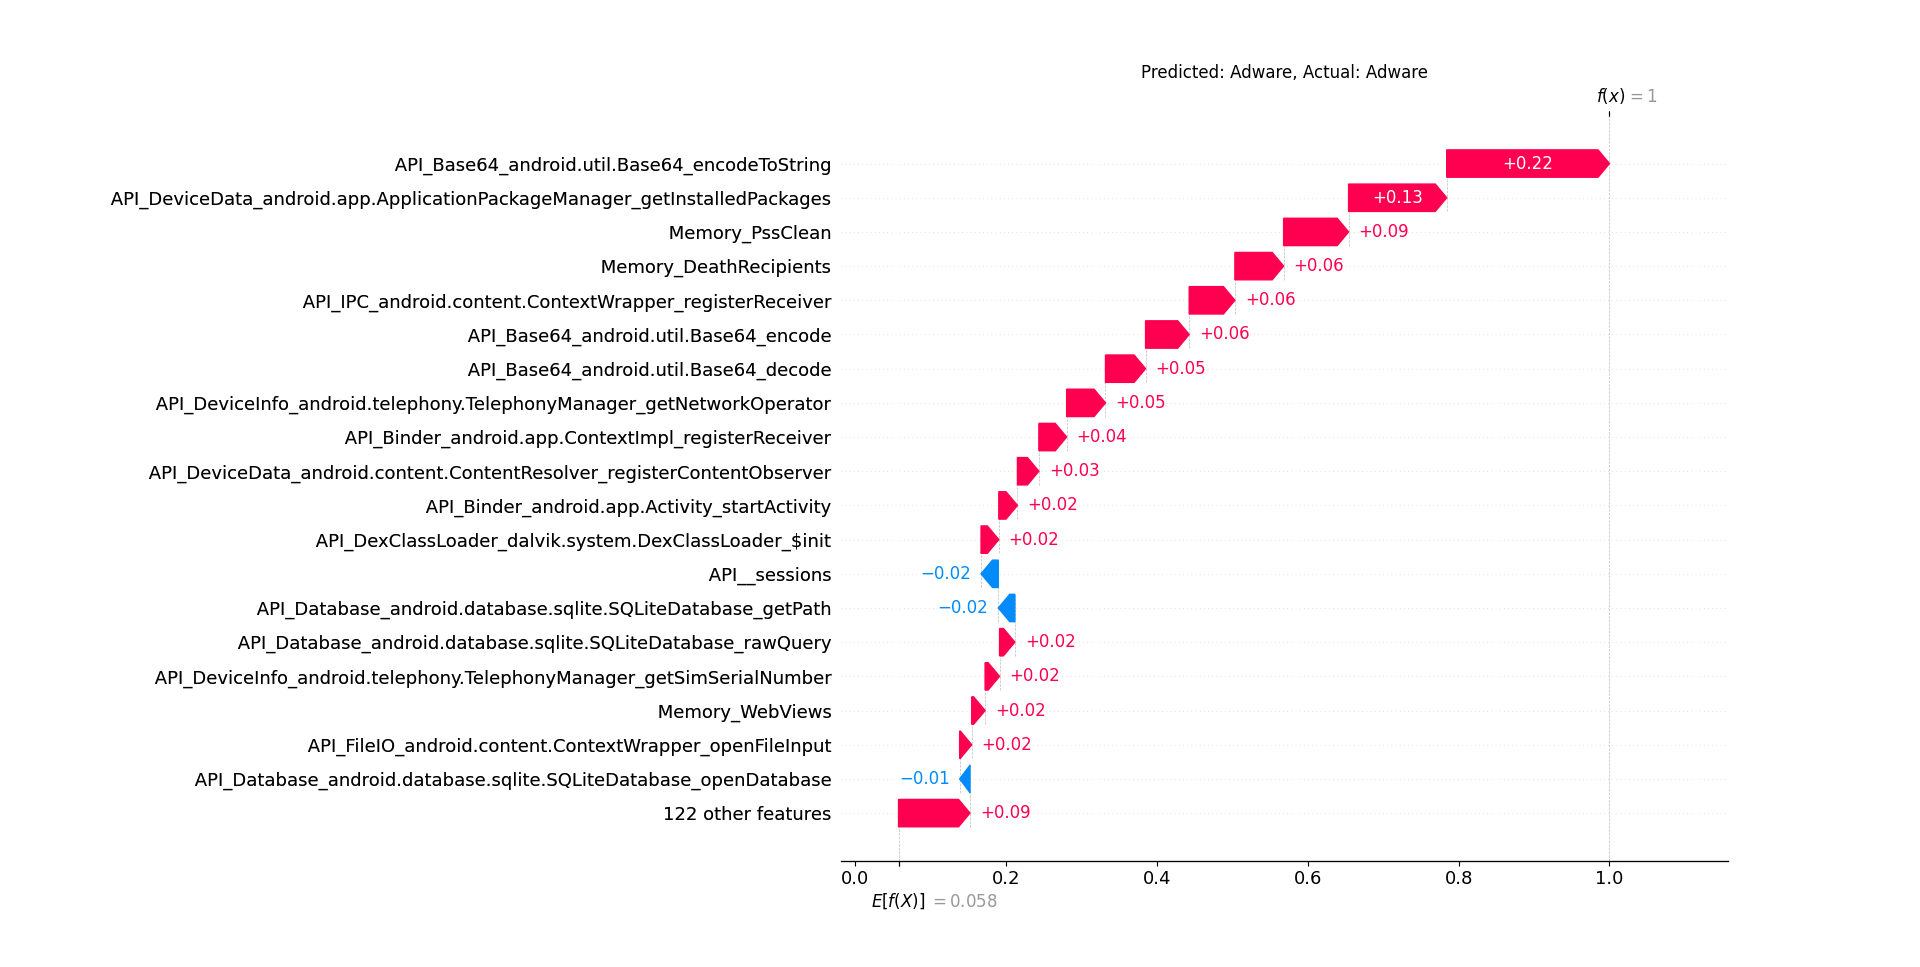 Predicted: Adware, Actual: Adware
f(x) = 1
API_Base64_android.util.Base64_encodeToString +0.22
API_DeviceData_android.app.ApplicationPackageManager_getInstalledPackages +0.13
Memory_PssClean +0.09
Memory_DeathRecipients +0.06
API_IPC_android.content.ContextWrapper_registerReceiver +0.06
API_Base64_android.util.Base64_encode +0.06
API_Base64_android.util.Base64_decode +0.05
API_DeviceInfo_android.telephony.TelephonyManager_getNetworkOperator +0.05
API_Binder_android.app.ContextImpl_registerReceiver +0.04
API_DeviceData_android.content.ContentResolver_registerContentObserver +0.03
API_Binder_android.app.Activity_startActivity +0.02
API_DexClassLoader_dalvik.system.DexClassLoader_$init +0.02
API__sessions −0.02
API_Database_android.database.sqlite.SQLiteDatabase_getPath −0.02
API_Database_android.database.sqlite.SQLiteDatabase_rawQuery +0.02
API_DeviceInfo_android.telephony.TelephonyManager_getSimSerialNumber +0.02
Memory_WebViews +0.02
API_FileIO_android.content.ContextWrapper_openFileInput +0.02
API_Database_android.database.sqlite.SQLiteDatabase_openDatabase −0.01
122 other features +0.09
0.0 0.2 0.4 0.6 0.8 1.0
E[f(X)] = 0.058